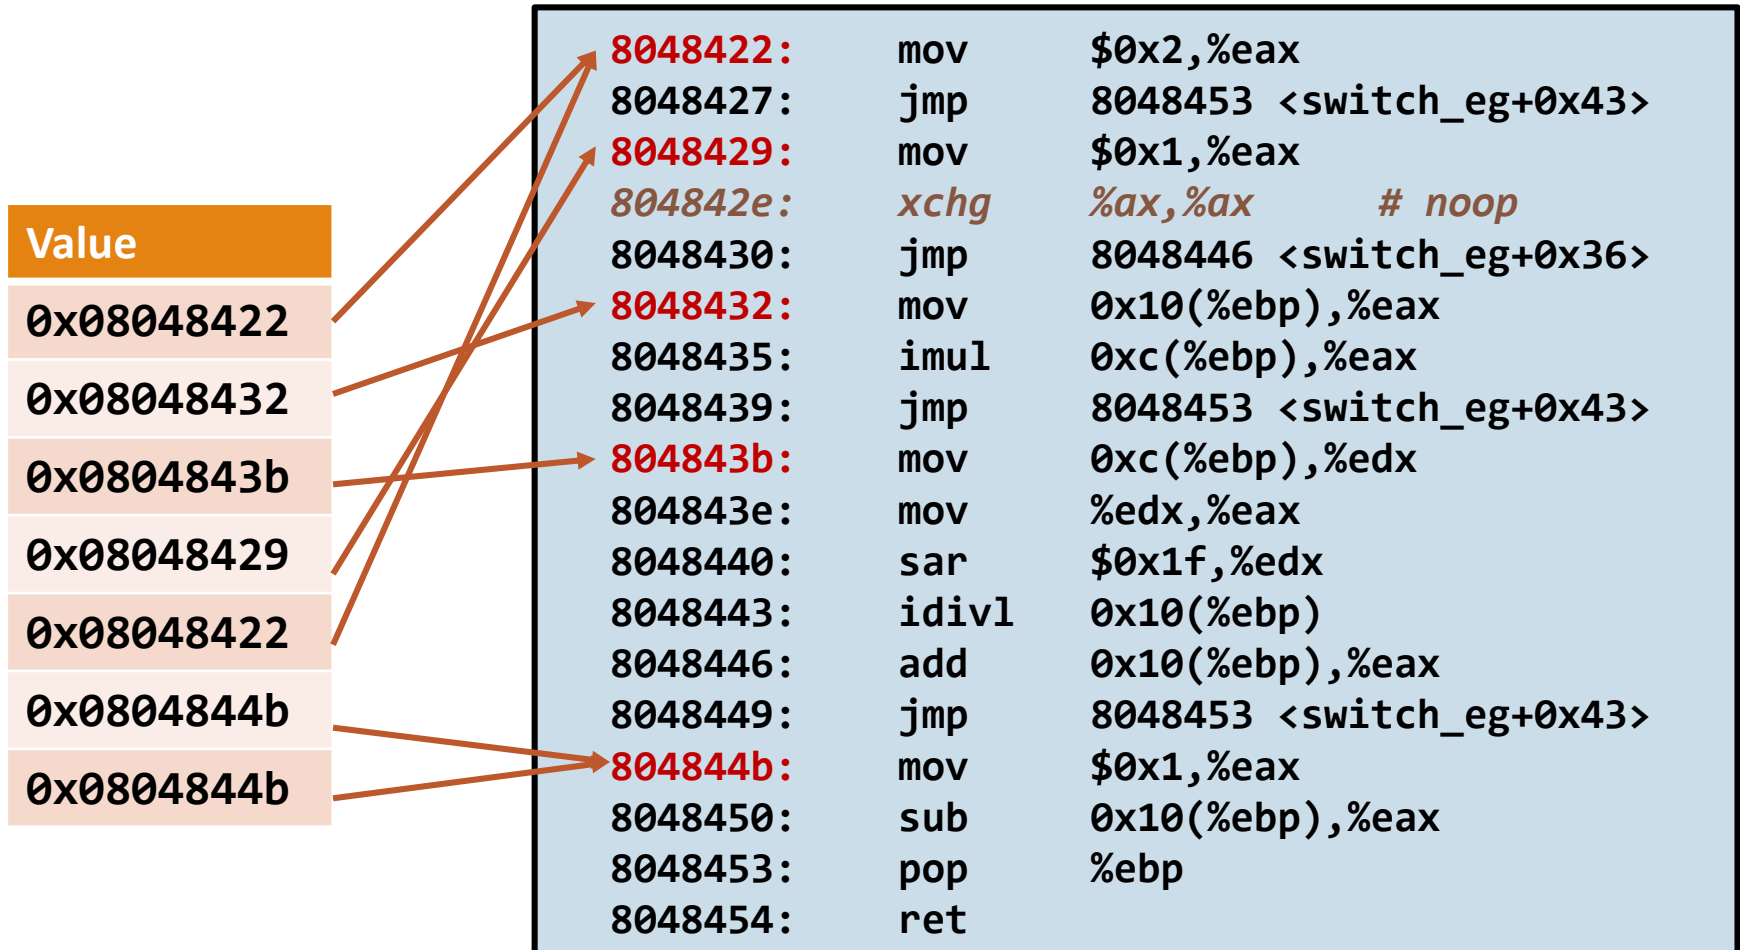 Value
0x08048422
0x08048432
0x0804843b
0x08048429
0x08048422
0x0804844b
0x0804844b
8048422: mov $0x2,%eax
8048427: jmp 8048453 <switch_eg+0x43>
8048429: mov $0x1,%eax
804842e: xchg %ax,%ax # noop
8048430: jmp 8048446 <switch_eg+0x36>
8048432: mov 0x10(%ebp),%eax
8048435: imul 0xc(%ebp),%eax
8048439: jmp 8048453 <switch_eg+0x43>
804843b: mov 0xc(%ebp),%edx
804843e: mov %edx,%eax
8048440: sar $0x1f,%edx
8048443: idivl 0x10(%ebp)
8048446: add 0x10(%ebp),%eax
8048449: jmp 8048453 <switch_eg+0x43>
804844b: mov $0x1,%eax
8048450: sub 0x10(%ebp),%eax
8048453: pop %ebp
8048454: ret